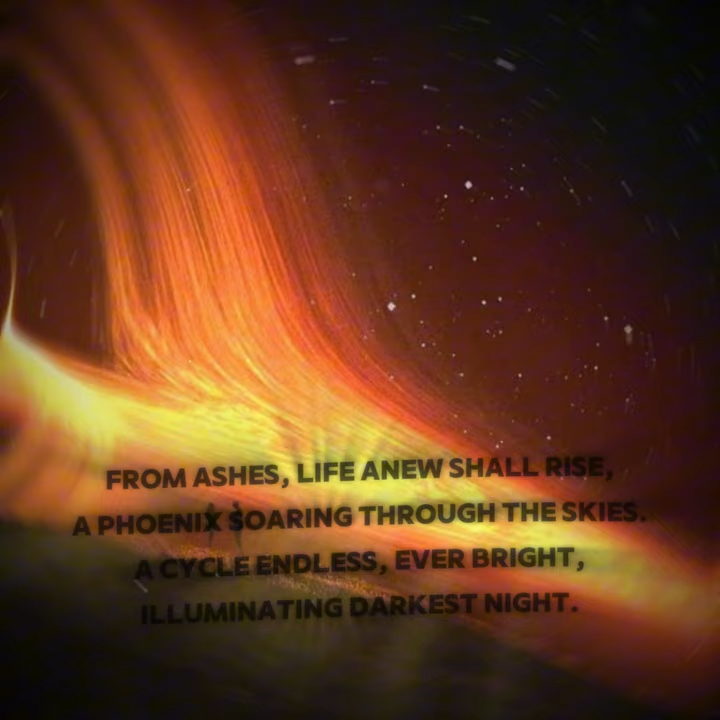 FROM ASHES, LIFE ANEW SHALL RISE,
A PHOENIX SOARING THROUGH THE SKIES.
A CYCLE ENDLESS, EVER BRIGHT,
ILLUMINATING DARKEST NIGHT.